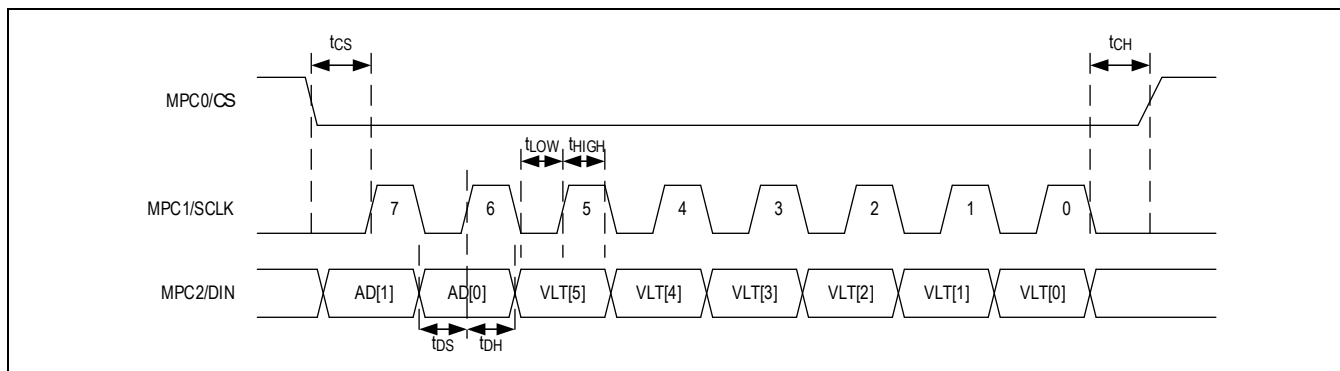 tCS
tCH
MPC0/CS
tLOW
tHIGH
MPC1/SCLK
7
6
5
4
3
2
1
0
MPC2/DIN
AD[1]
AD[0]
VLT[5]
VLT[4]
VLT[3]
VLT[2]
VLT[1]
VLT[0]
tDS
tDH